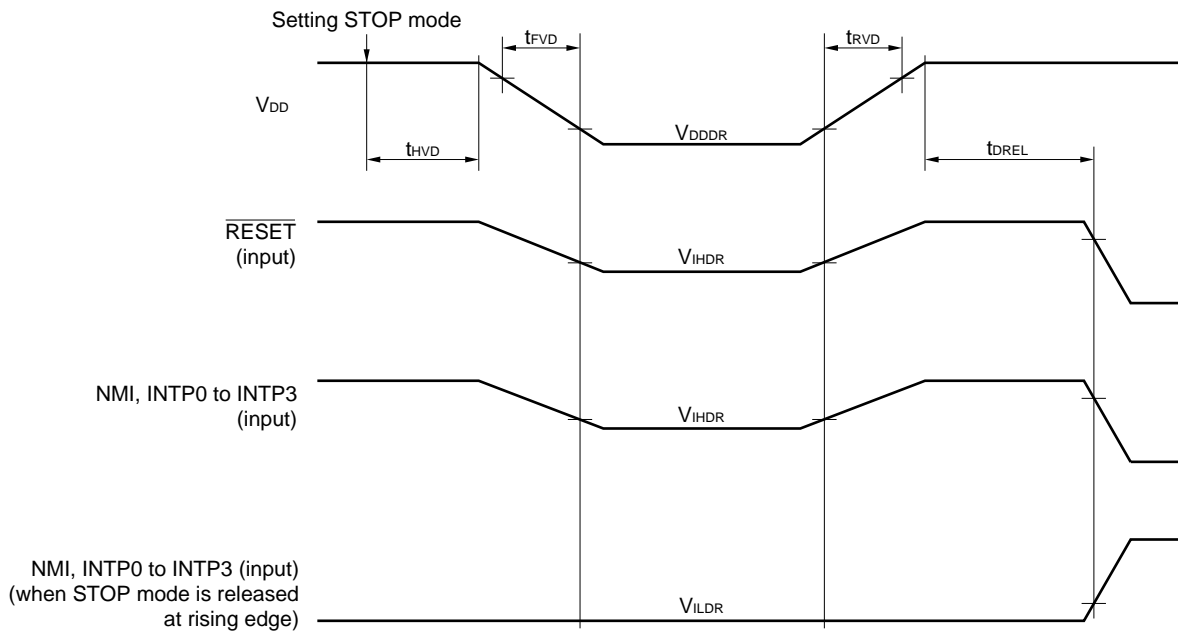 Setting STOP mode
tFVD
tRVD
VDD
VDDDR
tHVD
tDREL
RESET
(input)
VIHDR
NMI, INTP0 to INTP3
(input)
VIHDR
NMI, INTP0 to INTP3 (input)
(when STOP mode is released
at rising edge)
VILDR